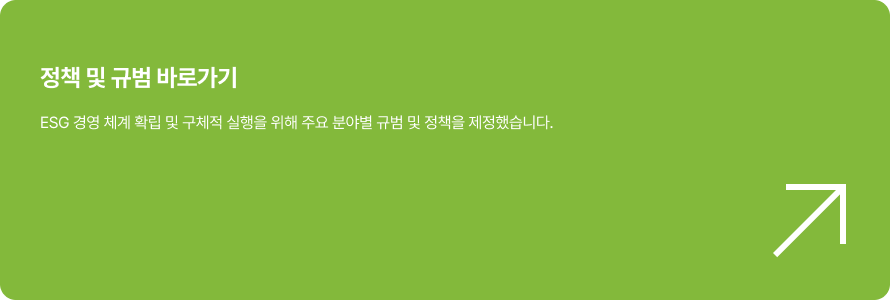 정책 및 규범 바로가기
ESG 경영 체계 확립 및 구체적 실행을 위해 주요 분야별 규범 및 정책을 제정했습니다.